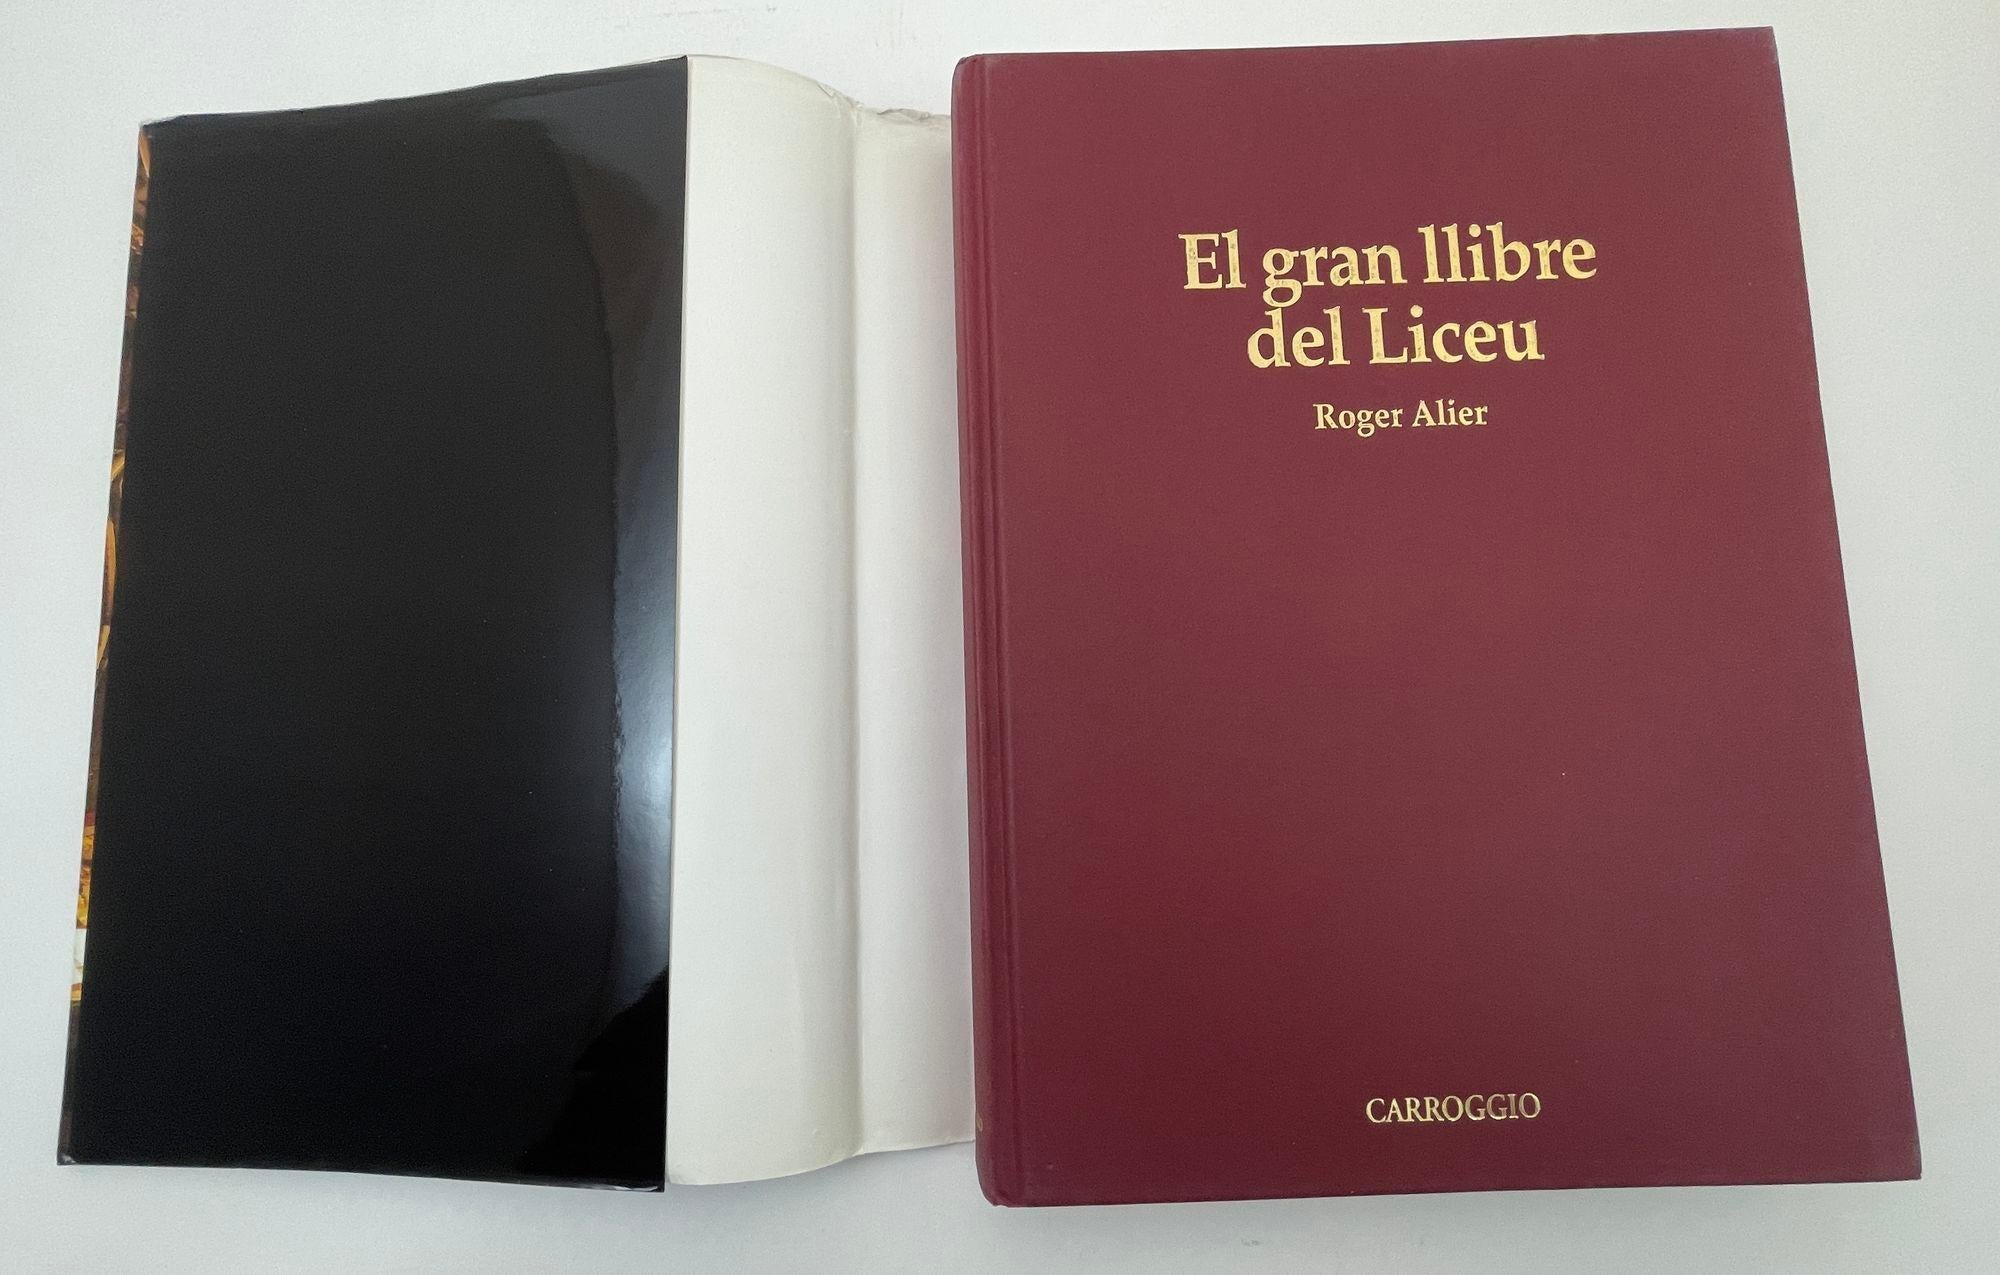 El gran llibre
del Liceu
Roger Alier
CARROGGIO